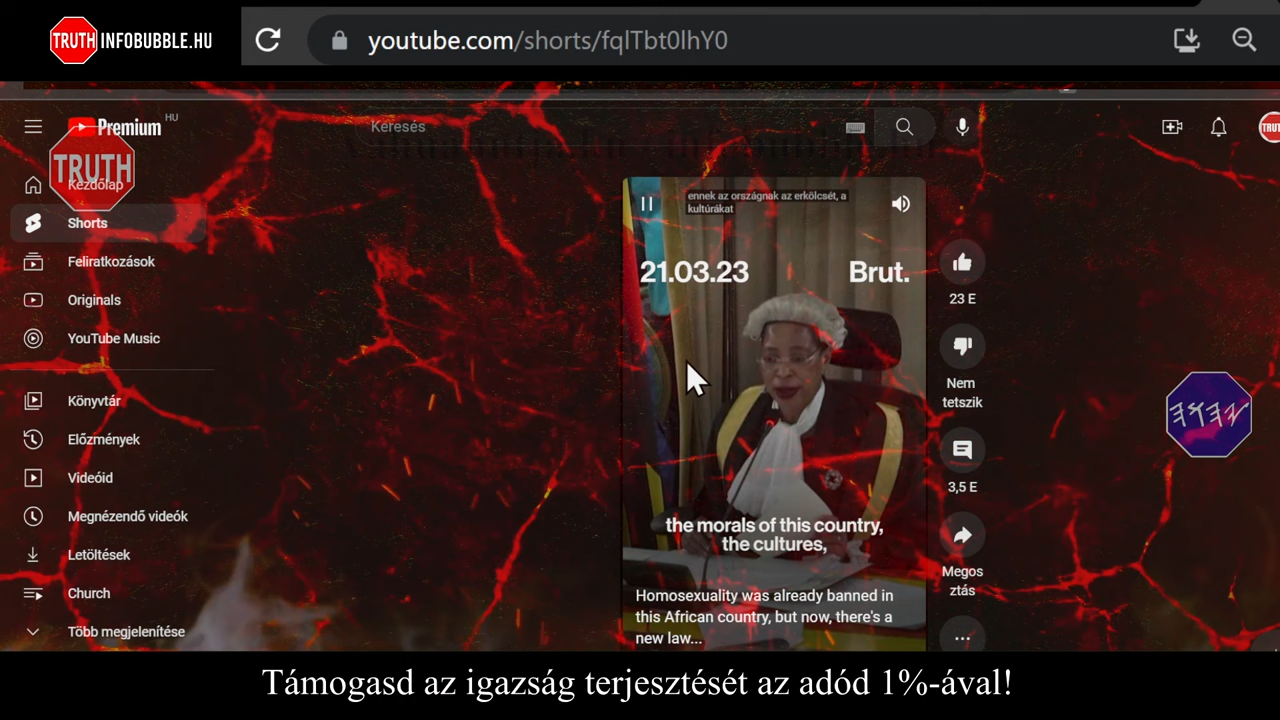 TRUTH INFOBUBBLE.HU
youtube.com/shorts/fqlTbt0lhY0
Premium HU
Keresés
TRUTH
TRUTH
Kezdőlap
Shorts
Feliratkozások
Originals
YouTube Music
Könyvtár
Előzmények
Videóid
Megnézendő videók
Letöltések
Church
Több megjelenítése
ennek az országnak az erkölcsét, a
kultúrákat
21.03.23 Brut.
the morals of this country,
the cultures,
Homosexuality was already banned in
this African country, but now, there's a
new law...
23 E
Nem
tetszik
3,5 E
Megos
ztás
Támogasd az igazság terjesztését az adód 1%-ával!